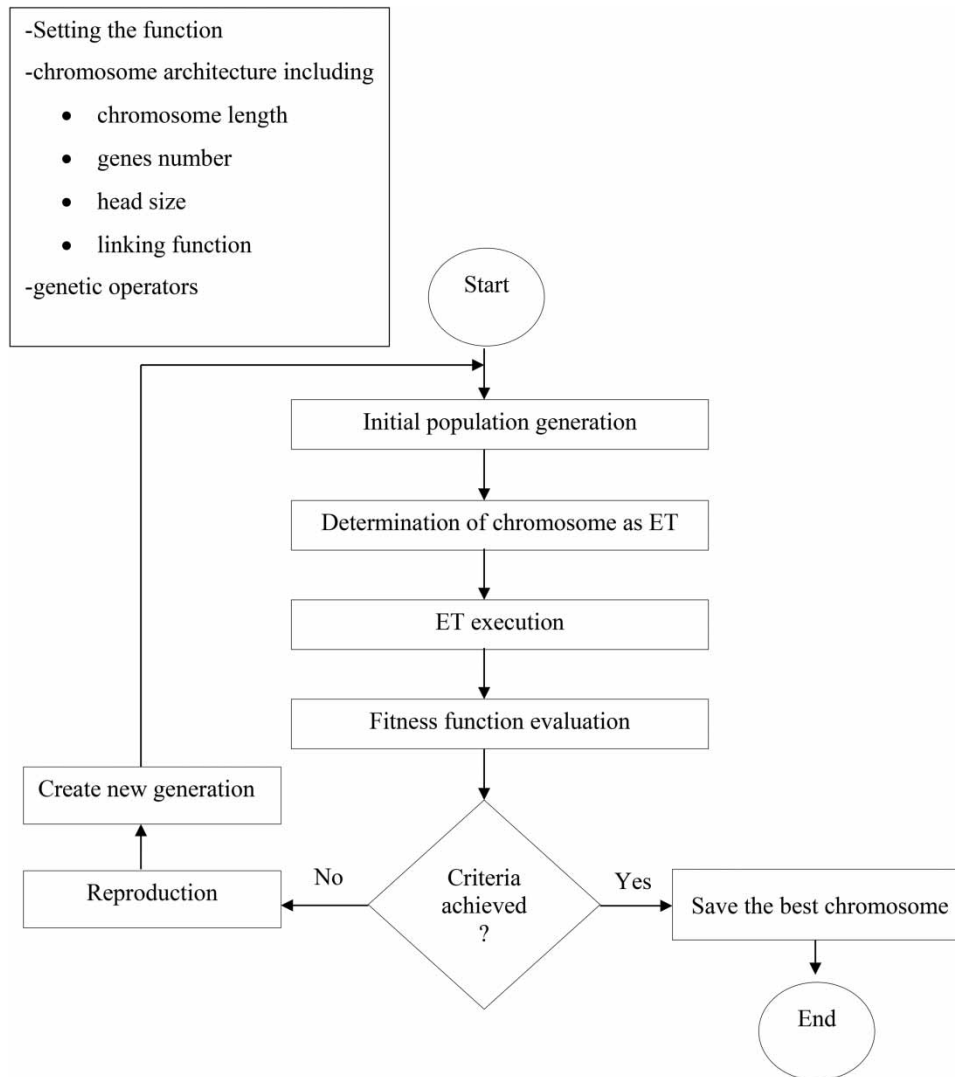 -Setting the function
-chromosome architecture including
• chromosome length
• genes number
• head size
• linking function
-genetic operators
Start
Initial population generation
Determination of chromosome as ET
ET execution
Fitness function evaluation
Create new generation
Reproduction
No
Criteria
achieved
?
Yes
Save the best chromosome
End